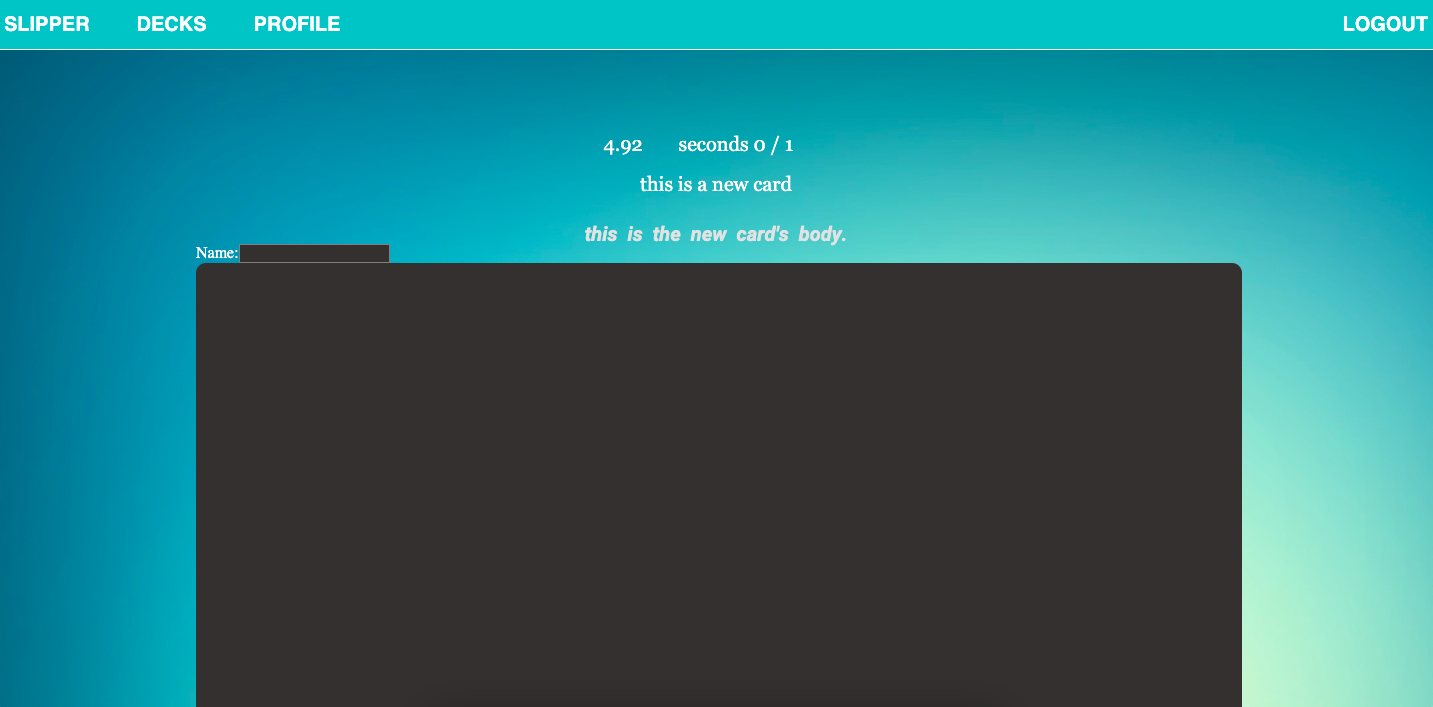 SLIPPER DECKS PROFILE LOGOUT
4.92 seconds 0 / 1
this is a new card
this is the new card's body.
Name: